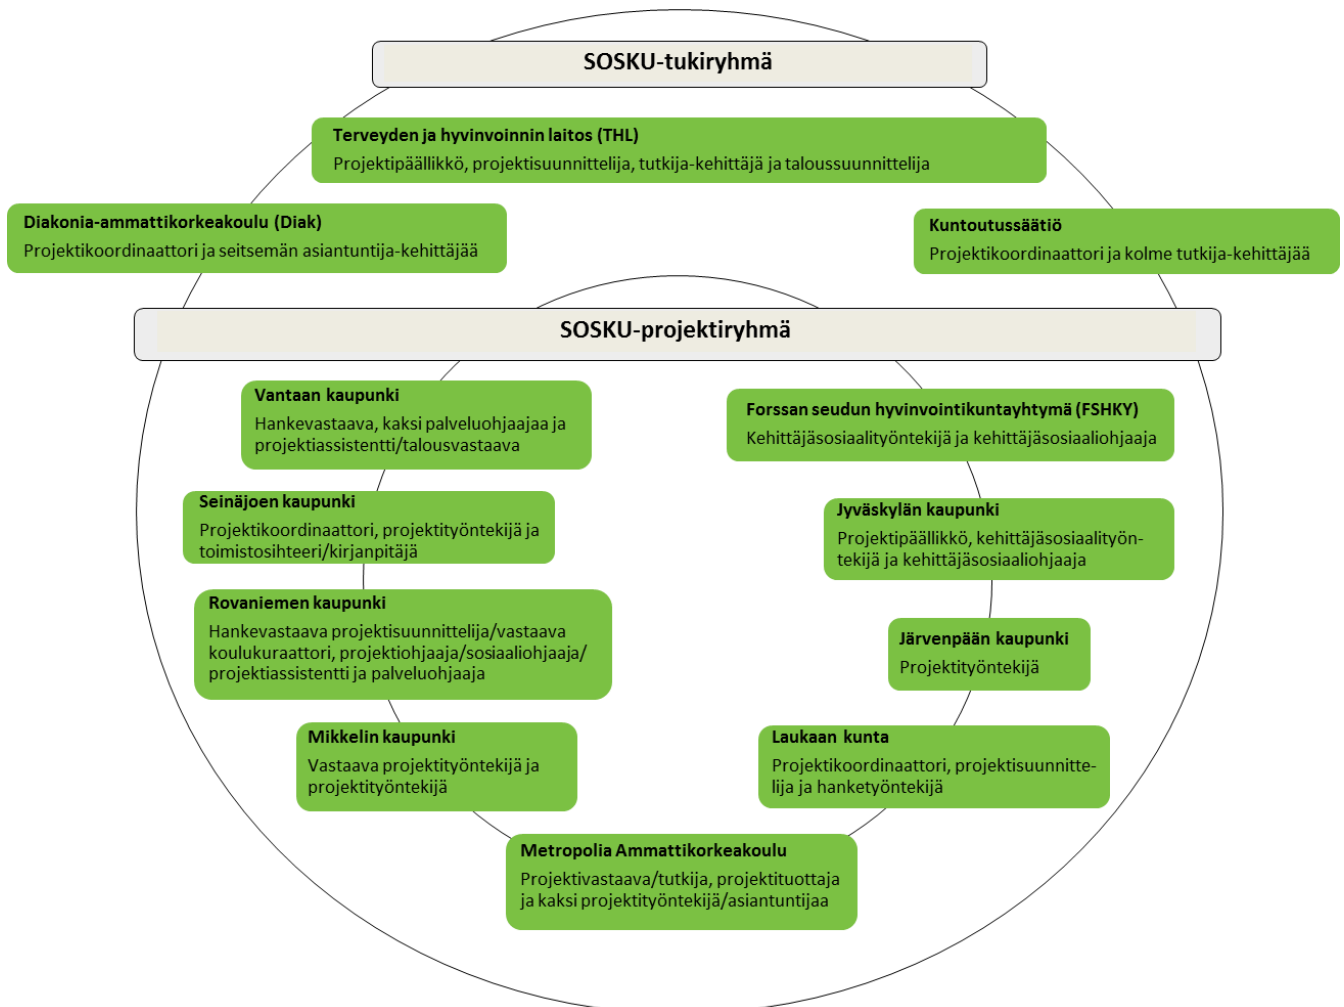 SOSKU-tukiryhmä
Terveyden ja hyvinvoinnin laitos (THL)
Projektipäällikkö, projektisuunnittelija, tutkija-kehittäjä ja taloussuunnittelija
Diakonia-ammattikorkeakoulu (Diak)
Projektikoordinaattori ja seitsemän asiantuntija-kehittäjää
Kuntoutussäätiö
Projektikoordinaattori ja kolme tutkija-kehittäjää
SOSKU-projektiryhmä
Vantaan kaupunki
Hankevastaava, kaksi palveluohjaajaa ja
projektiassistentti/talousvastaava
Forssan seudun hyvinvointikuntayhtymä (FSHKY)
Kehittäjäsosiaalityöntekijä ja kehittäjäsosiaaliohjaaja
Seinäjoen kaupunki
Projektikoordinaattori, projektityöntekijä ja
toimistosihteeri/kirjanpitäjä
Jyväskylän kaupunki
Projektipäällikkö, kehittäjäsosiaalityön-
tekijä ja kehittäjäsosiaaliohjaaja
Rovaniemen kaupunki
Hankevastaava projektisuunnittelija/vastaava
koulukuraattori, projektiohjaaja/sosiaaliohjaaja/
projektiassistentti ja palveluohjaaja
Järvenpään kaupunki
Projektityöntekijä
Mikkelin kaupunki
Vastaava projektityöntekijä ja
projektityöntekijä
Laukaan kunta
Projektikoordinaattori, projektisuunnitte-
lija ja hanketyöntekijä
Metropolia Ammattikorkeakoulu
Projektivastaava/tutkija, projektituottaja
ja kaksi projektityöntekijä/asiantuntijaa